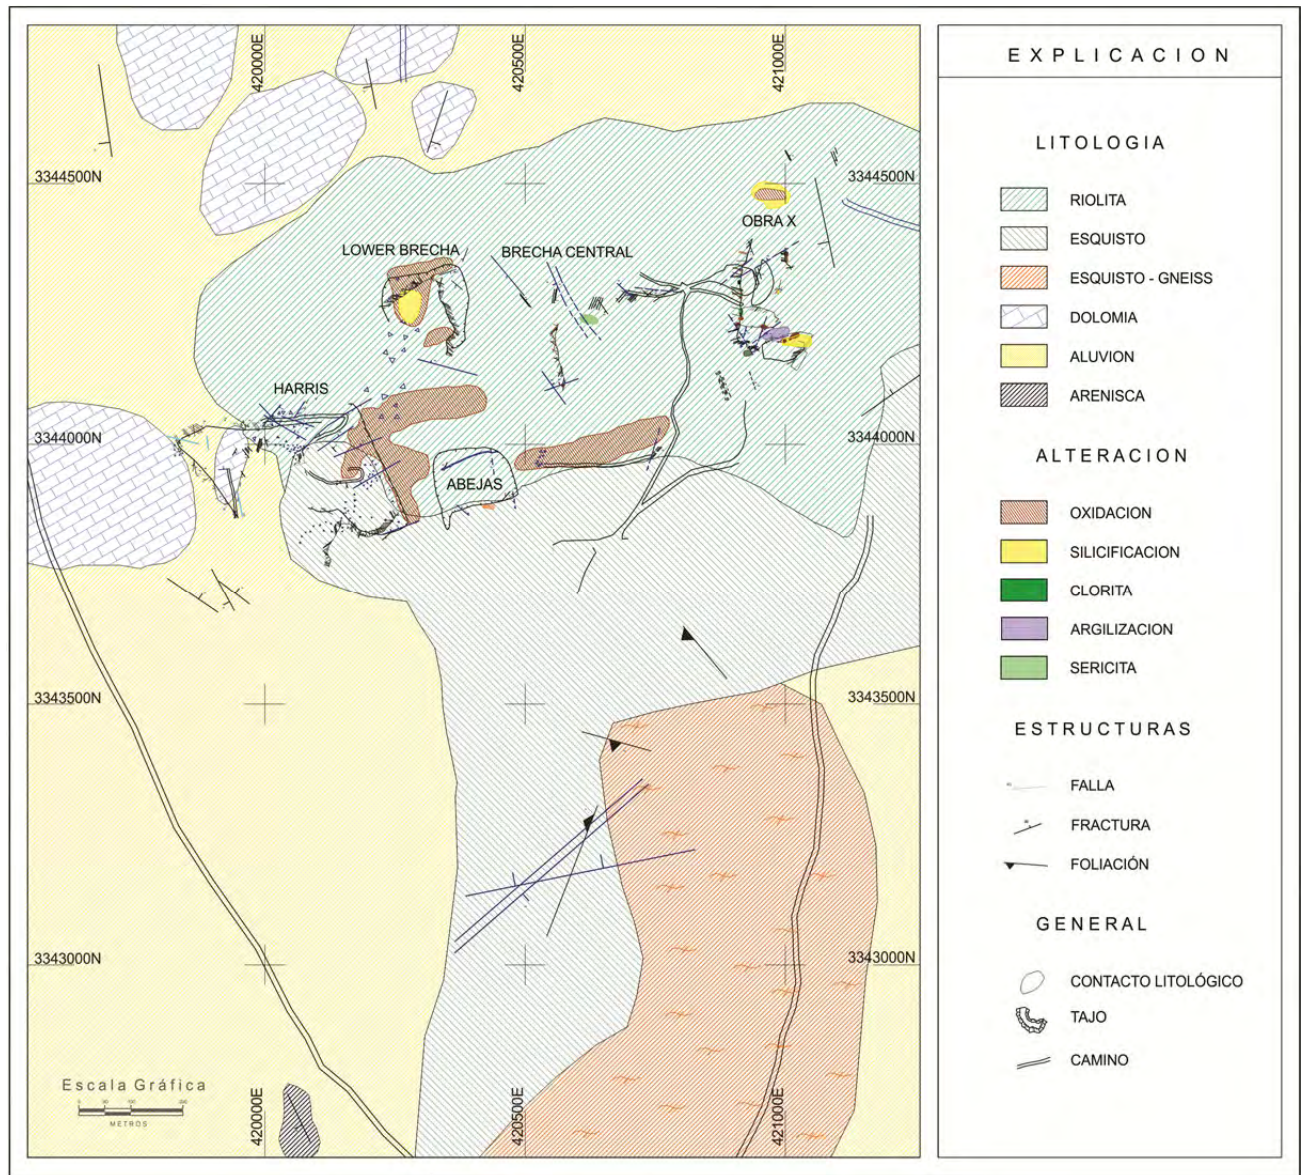 420000E
420500E
421000E
3344500N
3344500N
OBRA X
LOWER BRECHA
BRECHA CENTRAL
HARRIS
3344000N
3344000N
ABEJAS
3343500N
3343500N
3343000N
3343000N
Escala Gráfica
METROS
420000E
420500E
421000E
EXPLICACION
LITOLOGIA
RIOLITA
ESQUISTO
ESQUISTO - GNEISS
DOLOMIA
ALUVION
ARENISCA
ALTERACION
OXIDACION
SILICIFICACION
CLORITA
ARGILIZACION
SERICITA
ESTRUCTURAS
FALLA
FRACTURA
FOLIACIÓN
GENERAL
CONTACTO LITOLÓGICO
TAJO
CAMINO